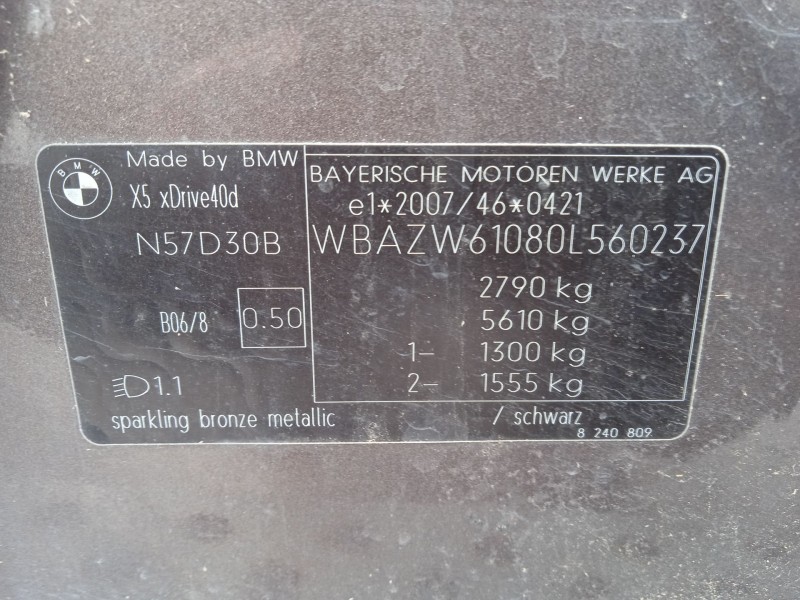 BMW
Made by BMW
X5 xDrive40d
N57D30B
B06/8 0.50
D1.1
sparkling bronze metallic
BAYERISCHE MOTOREN WERKE AG
e1*2007/46*0421
WBAZW61080L560237
2790 kg
5610 kg
1- 1300 kg
2- 1555 kg
/ schwarz
8 240 809